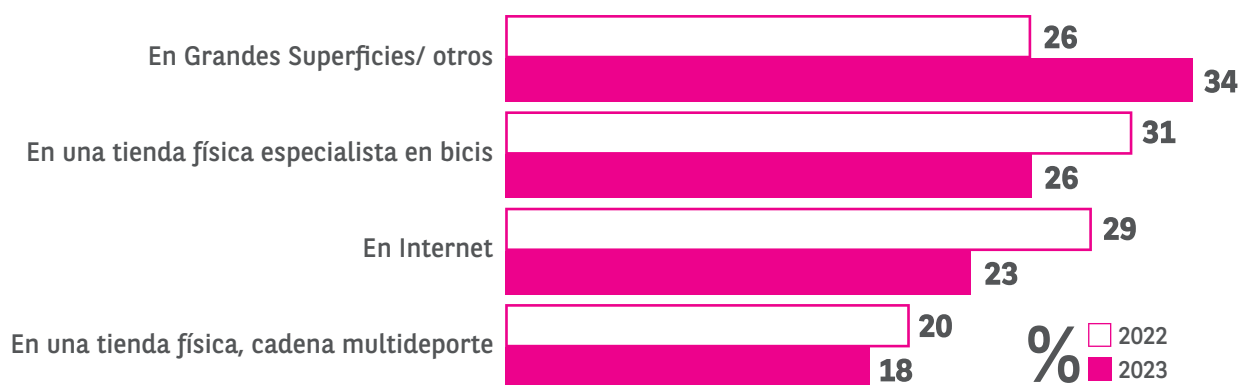 En Grandes Superficies/ otros
26
34
En una tienda física especialista en bicis
31
26
En Internet
29
23
En una tienda física, cadena multideporte
20
18
%
2022
2023